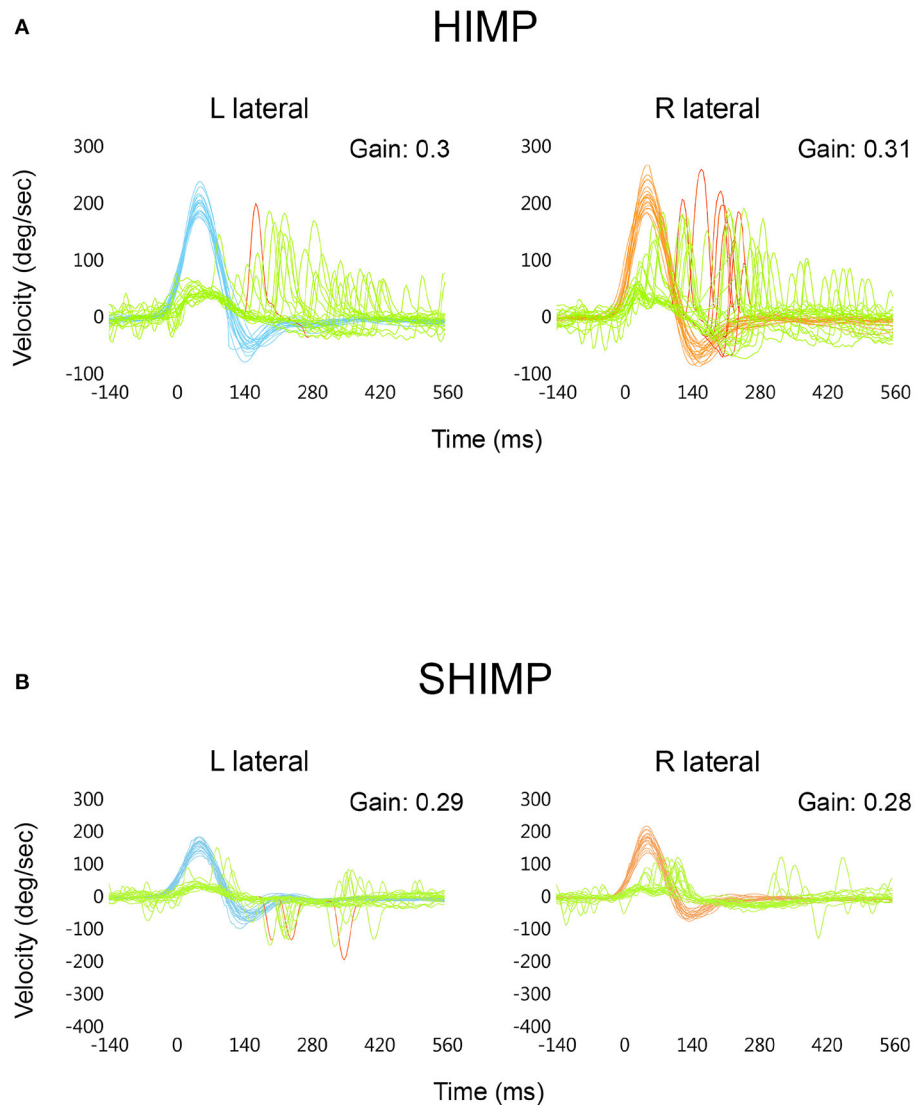 A
HIMP
L lateral
R lateral
Gain: 0.3
Gain: 0.31
Velocity (deg/sec)
300
200
100
0
-100
-140 0 140 280 420 560
300
200
100
0
-100
-140 0 140 280 420 560
Time (ms)
B
SHIMP
L lateral
R lateral
Gain: 0.29
Gain: 0.28
Velocity (deg/sec)
300
200
100
0
-100
-200
-300
-400
-140 0 140 280 420 560
300
200
100
0
-100
-200
-300
-400
-140 0 140 280 420 560
Time (ms)